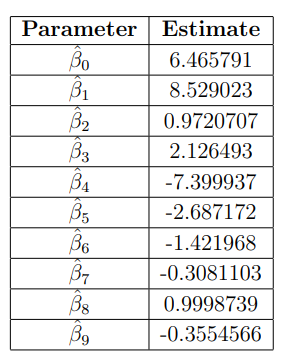 Parameter Estimate
β̂0 6.465791
β̂1 8.529023
β̂2 0.9720707
β̂3 2.126493
β̂4 -7.399937
β̂5 -2.687172
β̂6 -1.421968
β̂7 -0.3081103
β̂8 0.9998739
β̂9 -0.3554566